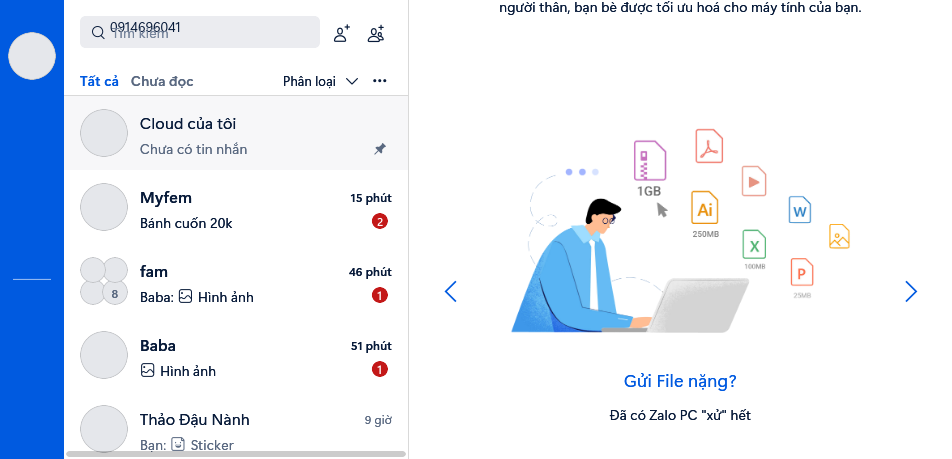 0914696041
Tìm kiếm
Tất cả Chưa đọc Phân loại
Cloud của tôi
Chưa có tin nhắn
Myfem 15 phút
Bánh cuốn 20k 2
fam 46 phút
8 Baba: Hình ảnh 1
Baba 51 phút
Hình ảnh 1
Thảo Đậu Nành 9 giờ
Bạn: Sticker
người thân, bạn bè được tối ưu hoá cho máy tính của bạn.
1GB
Ai
250MB
W
X
100MB
P
25MB
Gửi File nặng?
Đã có Zalo PC "xử" hết